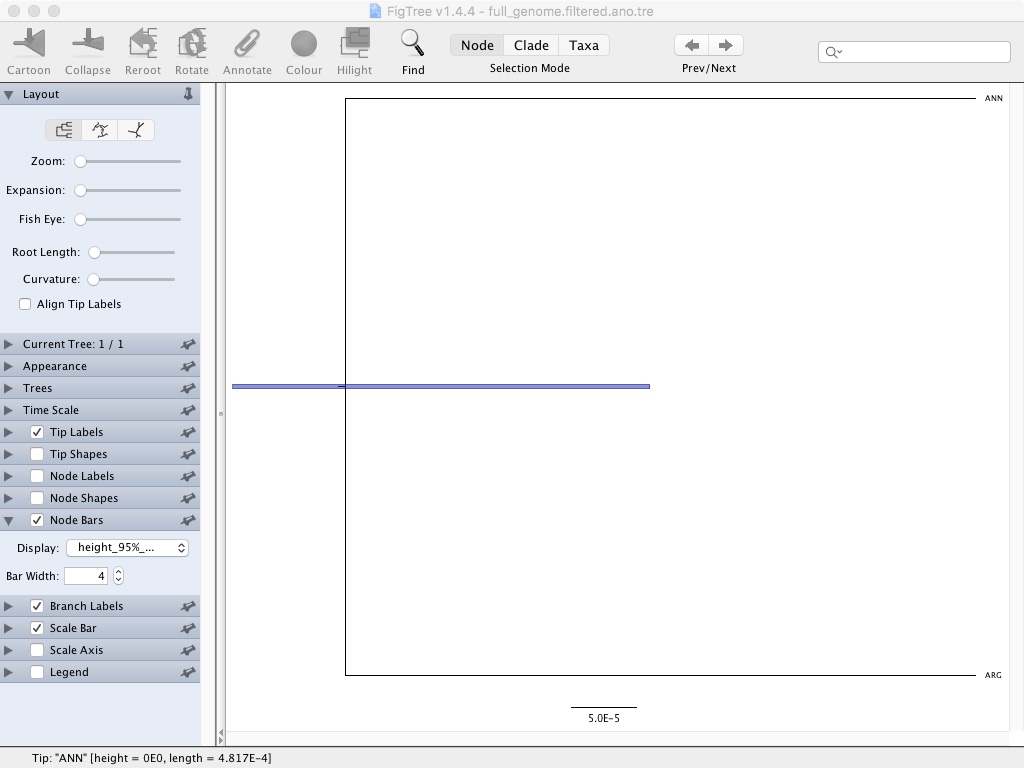 FigTree v1.4.4 - full_genome.filtered.ano.tre
Cartoon Collapse Reroot Rotate Annotate Colour Hilight Find
Node Clade Taxa
Selection Mode
Prev/Next
Layout
Zoom:
Expansion:
Fish Eye:
Root Length:
Curvature:
Align Tip Labels
Current Tree: 1 / 1
Appearance
Trees
Time Scale
Tip Labels
Tip Shapes
Node Labels
Node Shapes
Node Bars
Display: height_95%_...
Bar Width: 4
Branch Labels
Scale Bar
Scale Axis
Legend
ANN
ARG
5.0E-5
Tip: "ANN" [height = 0E0, length = 4.817E-4]